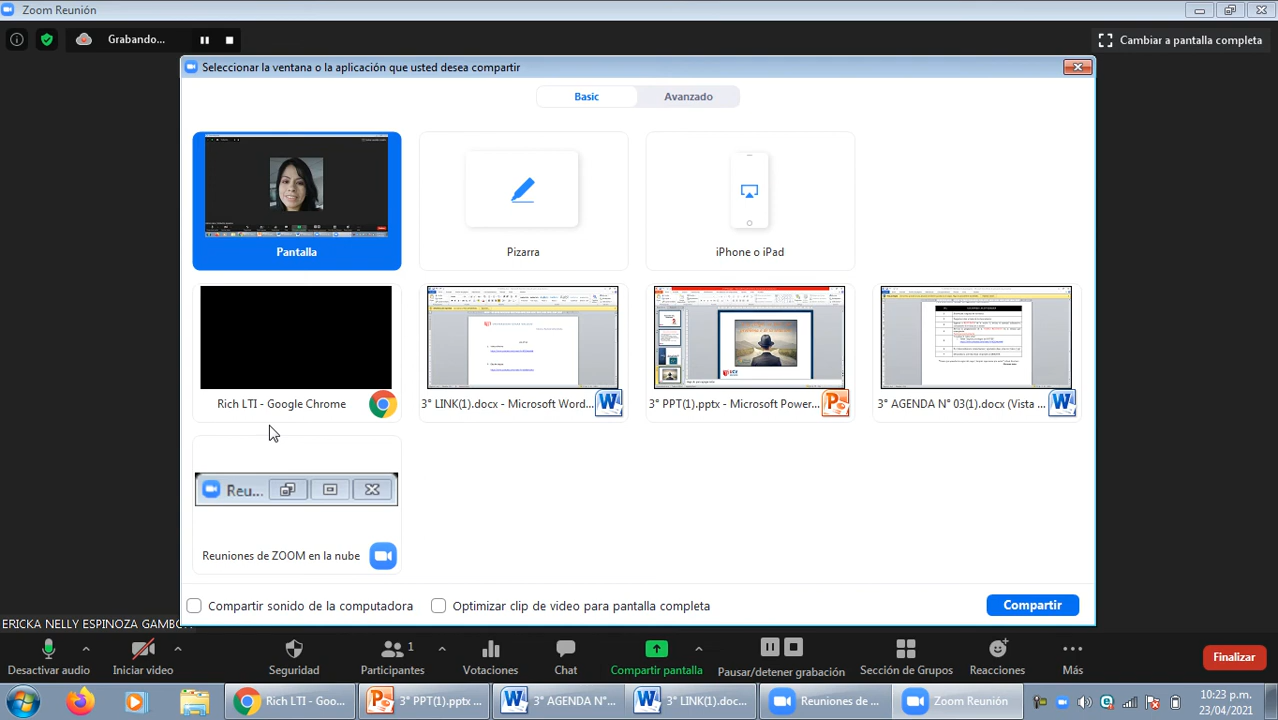 Zoom Reunión
Grabando...
Cambiar a pantalla completa
Seleccionar la ventana o la aplicación que usted desea compartir
Basic
Avanzado
Pantalla
Pizarra
iPhone o iPad
Rich LTI - Google Chrome
3° LINK(1).docx - Microsoft Word...
3° PPT(1).pptx - Microsoft Power...
3° AGENDA N° 03(1).docx (Vista ...
Reu...
Reuniones de ZOOM en la nube
Compartir sonido de la computadora
Optimizar clip de video para pantalla completa
Compartir
ERICKA NELLY ESPINOZA
1
Desactivar audio
Iniciar video
Seguridad
Participantes
Votaciones
Chat
Compartir pantalla
Pausar/detener grabación
Sección de Grupos
Reacciones
Más
Finalizar
Rich LTI - Goo...
3° PPT(1).pptx ...
3° AGENDA N°...
3° LINK(1).doc...
Reuniones de ...
Zoom Reunión
10:23 p.m.
23/04/2021